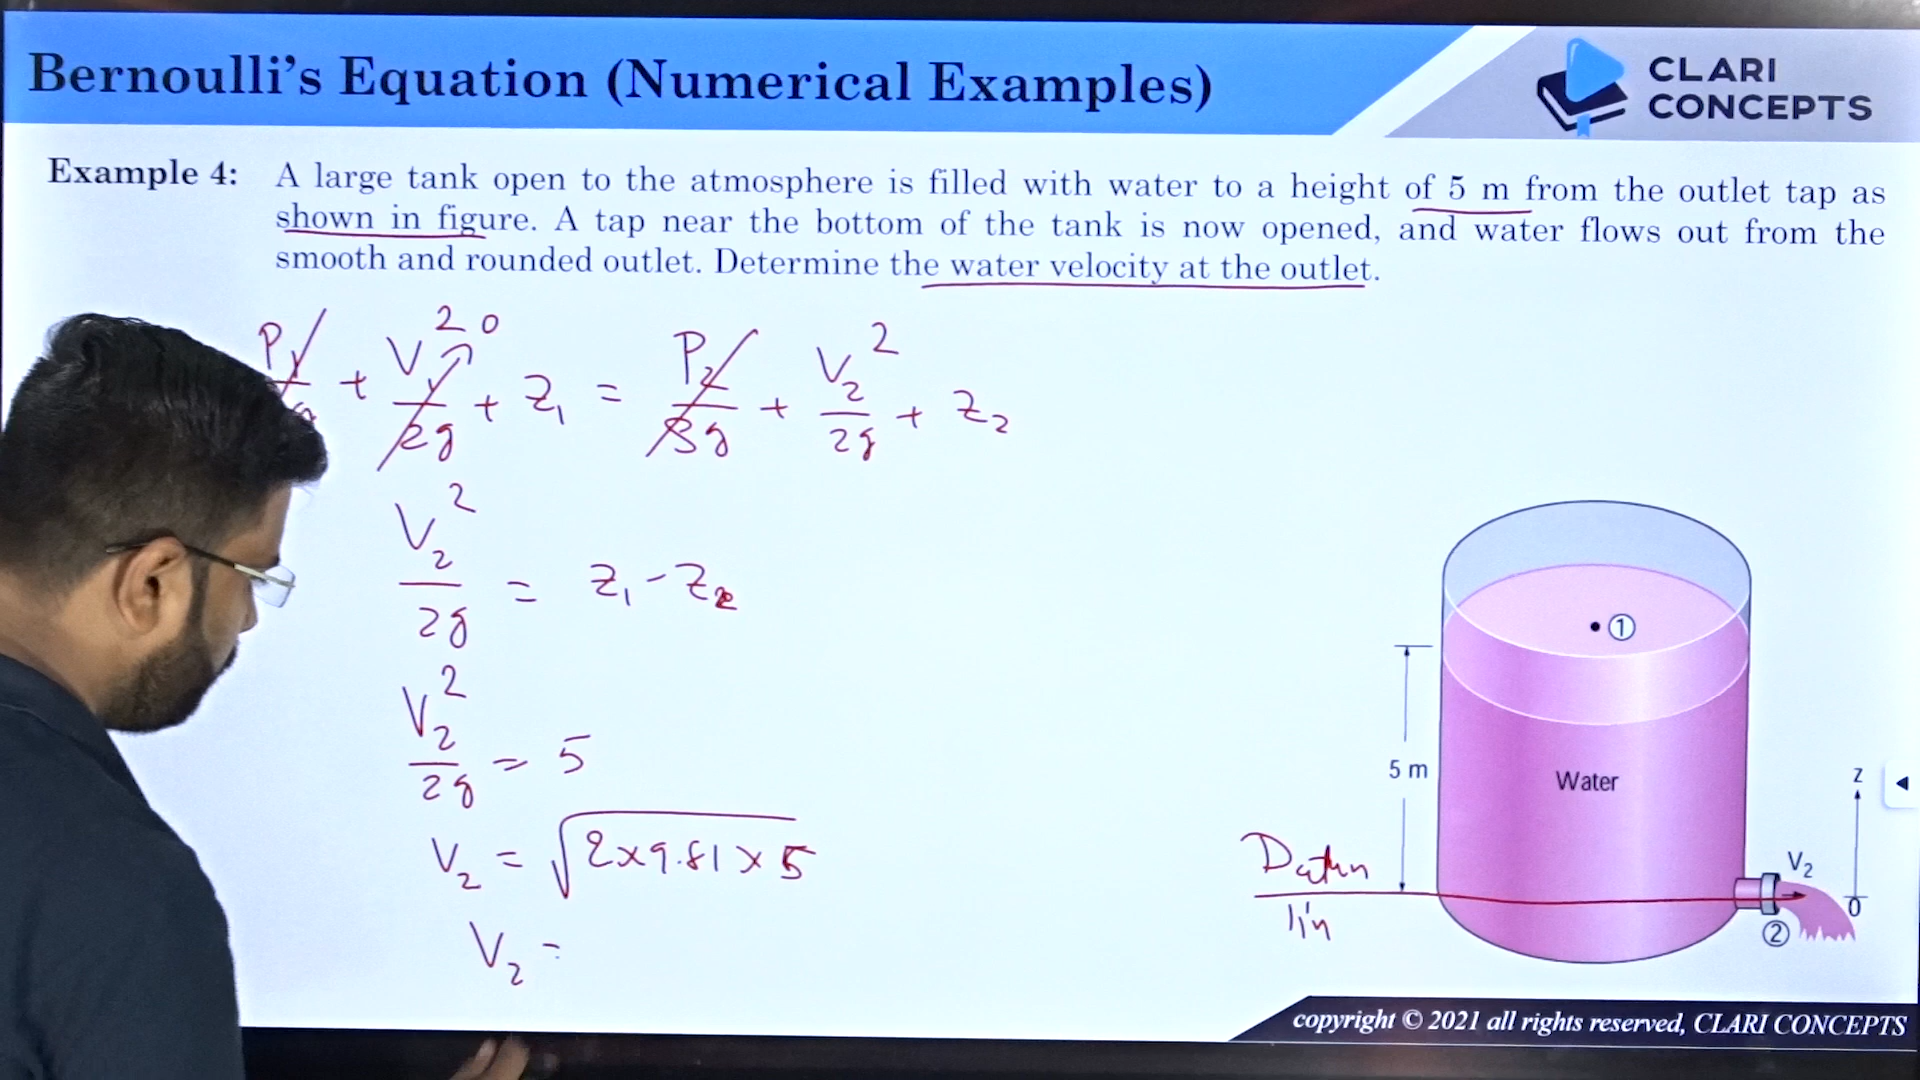 Bernoulli's Equation (Numerical Examples)
CLARI
CONCEPTS
Example 4: A large tank open to the atmosphere is filled with water to a height of 5 m from the outlet tap as
shown in figure. A tap near the bottom of the tank is now opened, and water flows out from the
smooth and rounded outlet. Determine the water velocity at the outlet.
P₁ + V₁²/2g → 0 + Z₁ = P₂/ρg + V₂²/2g + Z₂
V₂²/2g = Z₁ - Z₂
V₂²/2g = 5
V₂ = √2×9.81×5
V₂ =
①
5 m
Water
Z
V₂
0
②
copyright © 2021 all rights reserved, CLARI CONCEPTS